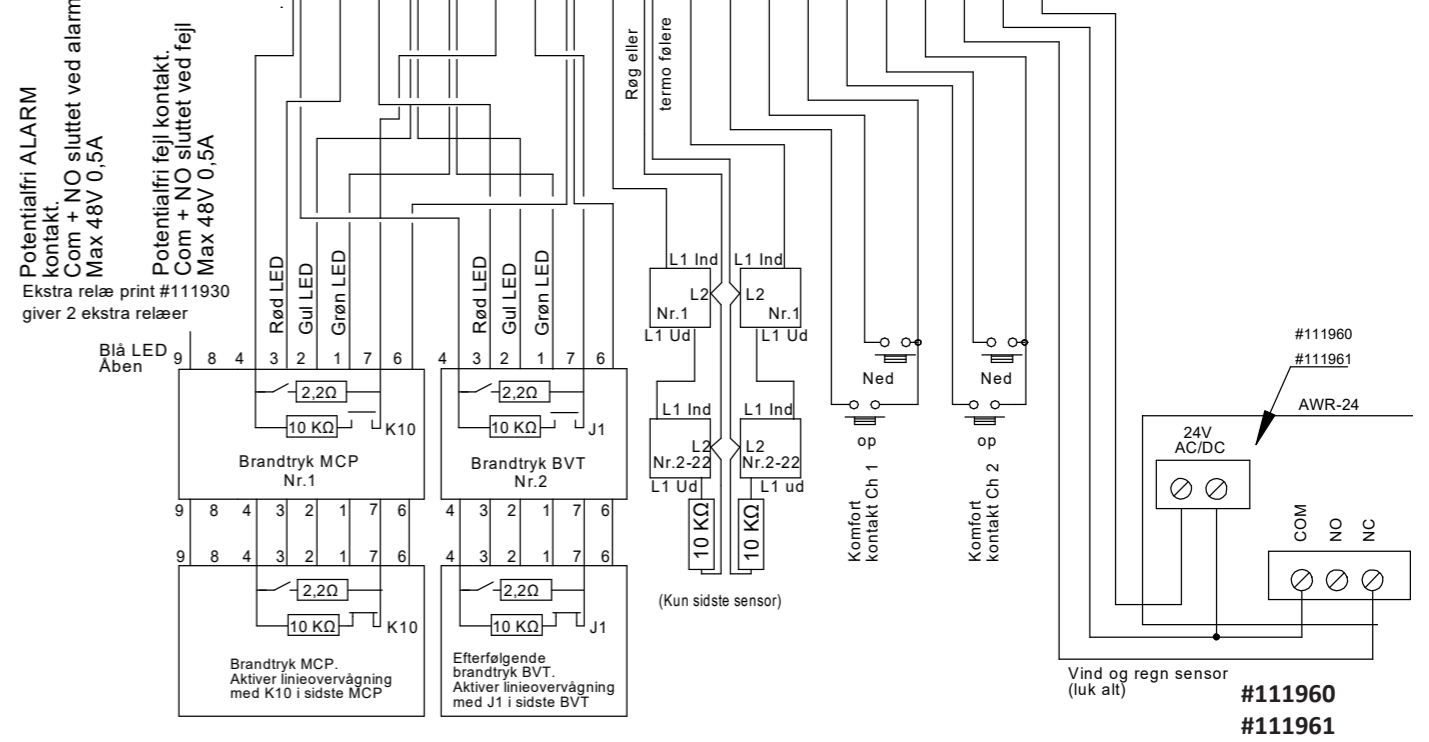 Potentialfri ALARM
kontakt.
Com + NO sluttet ved alarm
Max 48V 0,5A
Potentialfri fejl kontakt.
Com + NO sluttet ved fejl
Max 48V 0,5A
Ekstra relæ print #111930
giver 2 ekstra relæer
Rød LED
Gul LED
Grøn LED
Rød LED
Gul LED
Grøn LED
Blå LED
Åben
9 8 4 3 2 1 7 6
4 3 2 1 7 6
2,2Ω
10 KΩ
K10
Brandtryk MCP
Nr.1
2,2Ω
10 KΩ
J1
Brandtryk BVT
Nr.2
9 8 4 3 2 1 7 6
4 3 2 1 7 6
9 8 4 3 2 1 7 6
4 3 2 1 7 6
2,2Ω
10 KΩ
K10
Brandtryk MCP.
Aktiver linieovervågning
med K10 i sidste MCP
2,2Ω
10 KΩ
J1
Efterfølgende
brandtryk BVT.
Aktiver linieovervågning
med J1 i sidste BVT
Røg eller
termo følere
L1 Ind
L1 Ind
L2
L2
Nr.1
Nr.1
L1 Ud
L1 Ud
L1 Ind
L1 Ind
L2
L2
Nr.2-22
Nr.2-22
L1 Ud
L1 ud
10 KΩ
10 KΩ
(Kun sidste sensor)
Ned
op
Komfort
kontakt Ch 1
Ned
op
Komfort
kontakt Ch 2
#111960
#111961
AWR-24
24V
AC/DC
COM
NO
NC
Vind og regn sensor
(luk alt)
#111960
#111961